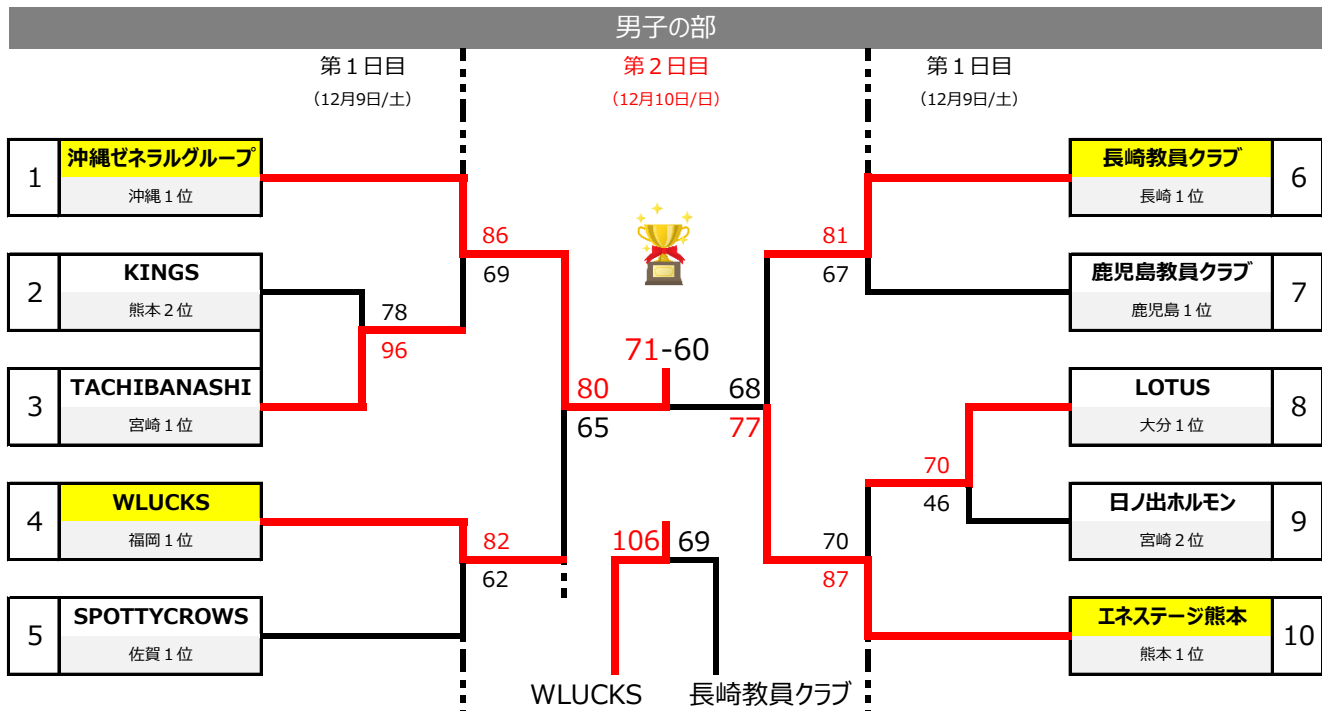 男子の部
第１日目
第２日目
第１日目
（12月9日/土）
（12月10日/日）
（12月9日/土）
1
沖縄ゼネラルグループ
沖縄１位
2
KINGS
熊本２位
3
TACHIBANASHI
宮崎１位
4
WLUCKS
福岡１位
5
SPOTTYCROWS
佐賀１位
86
69
78
96
82
62
80
65
71-60
68
77
106
69
WLUCKS
長崎教員クラブ
81
67
70
46
70
87
長崎教員クラブ
長崎１位
6
鹿児島教員クラブ
鹿児島１位
7
LOTUS
大分１位
8
日ノ出ホルモン
宮崎２位
9
エネステージ熊本
熊本１位
10